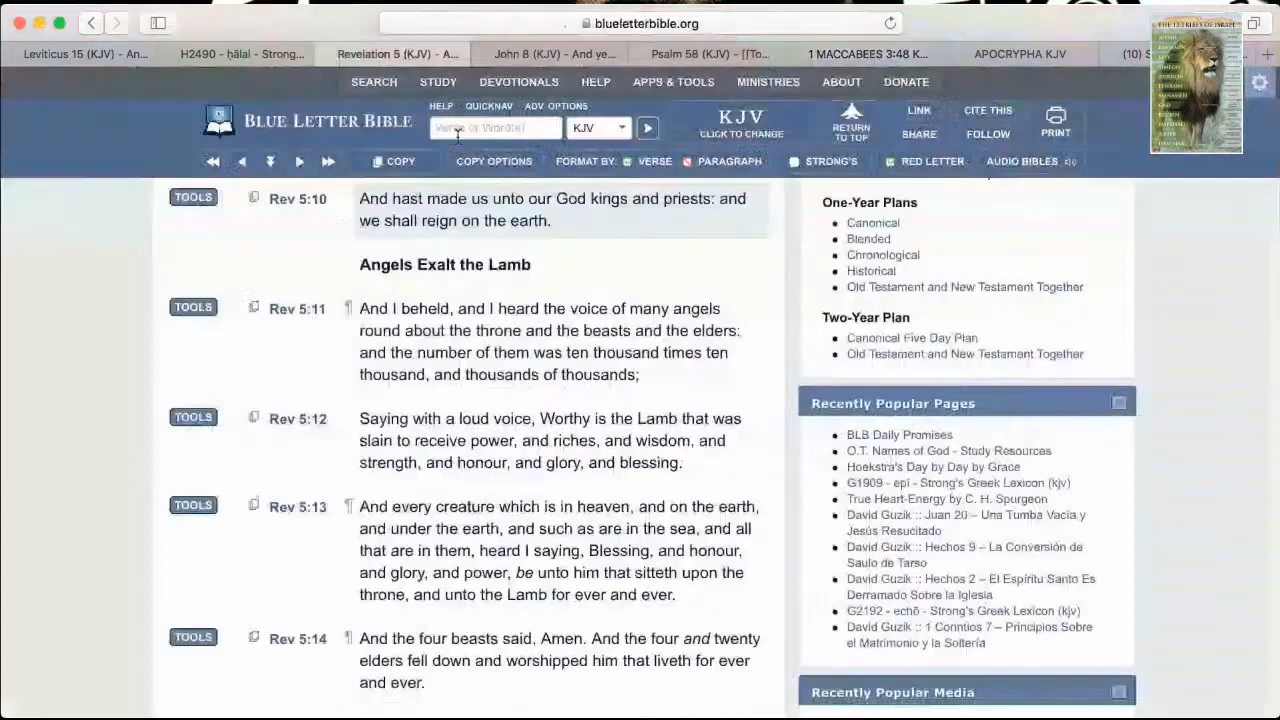 blueletterbible.org
Leviticus 15 (KJV) - An...
H2490 - ḥālal - Strong...
Revelation 5 (KJV) - A...
John 6 (KJV) - And ye...
Psalm 58 (KJV) - [[To...
1 MACCABEES 3:48 K...
APOCRYPHA KJV
THE 12 TRIBES OF ISRAEL
SEARCH STUDY DEVOTIONALS HELP APPS & TOOLS MINISTRIES ABOUT DONATE
HELP QUICKNAV ADV OPTIONS
BLUE LETTER BIBLE
Verse or Word(s)
KJV
KJV
CLICK TO CHANGE
RETURN
TO TOP
LINK
SHARE
CITE THIS
FOLLOW
PRINT
COPY COPY OPTIONS FORMAT BY: VERSE PARAGRAPH STRONG'S RED LETTER AUDIO BIBLES
TOOLS Rev 5:10 And hast made us unto our God kings and priests: and
we shall reign on the earth.
Angels Exalt the Lamb
TOOLS Rev 5:11 ¶ And I beheld, and I heard the voice of many angels
round about the throne and the beasts and the elders:
and the number of them was ten thousand times ten
thousand, and thousands of thousands;
TOOLS Rev 5:12 Saying with a loud voice, Worthy is the Lamb that was
slain to receive power, and riches, and wisdom, and
strength, and honour, and glory, and blessing.
TOOLS Rev 5:13 ¶ And every creature which is in heaven, and on the earth,
and under the earth, and such as are in the sea, and all
that are in them, heard I saying, Blessing, and honour,
and glory, and power, be unto him that sitteth upon the
throne, and unto the Lamb for ever and ever.
TOOLS Rev 5:14 ¶ And the four beasts said, Amen. And the four and twenty
elders fell down and worshipped him that liveth for ever
and ever.
One-Year Plans
Canonical
Blended
Chronological
Historical
Old Testament and New Testament Together
Two-Year Plan
Canonical Five Day Plan
Old Testament and New Testament Together
Recently Popular Pages
BLB Daily Promises
O.T. Names of God - Study Resources
Hoekstra's Day by Day by Grace
G1909 - epi - Strong's Greek Lexicon (kjv)
True Heart-Energy by C. H. Spurgeon
David Guzik :: Juan 20 – Una Tumba Vacía y
Jesús Resucitado
David Guzik :: Hechos 9 – La Conversión de
Saulo de Tarso
David Guzik :: Hechos 2 – El Espíritu Santo Es
Derramado Sobre la Iglesia
G2192 - echō - Strong's Greek Lexicon (kjv)
David Guzik :: 1 Corintios 7 – Principios Sobre
el Matrimonio y la Soltería
Recently Popular Media